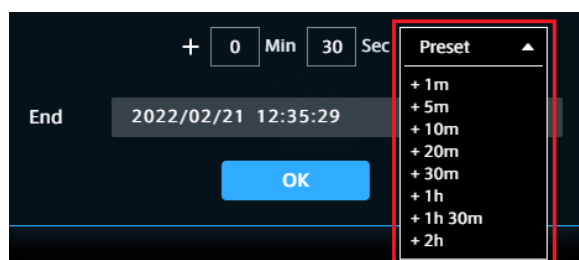 + 0 Min 30 Sec Preset
+ 1m
+ 5m
+ 10m
+ 20m
+ 30m
+ 1h
+ 1h 30m
+ 2h
End 2022/02/21 12:35:29
OK